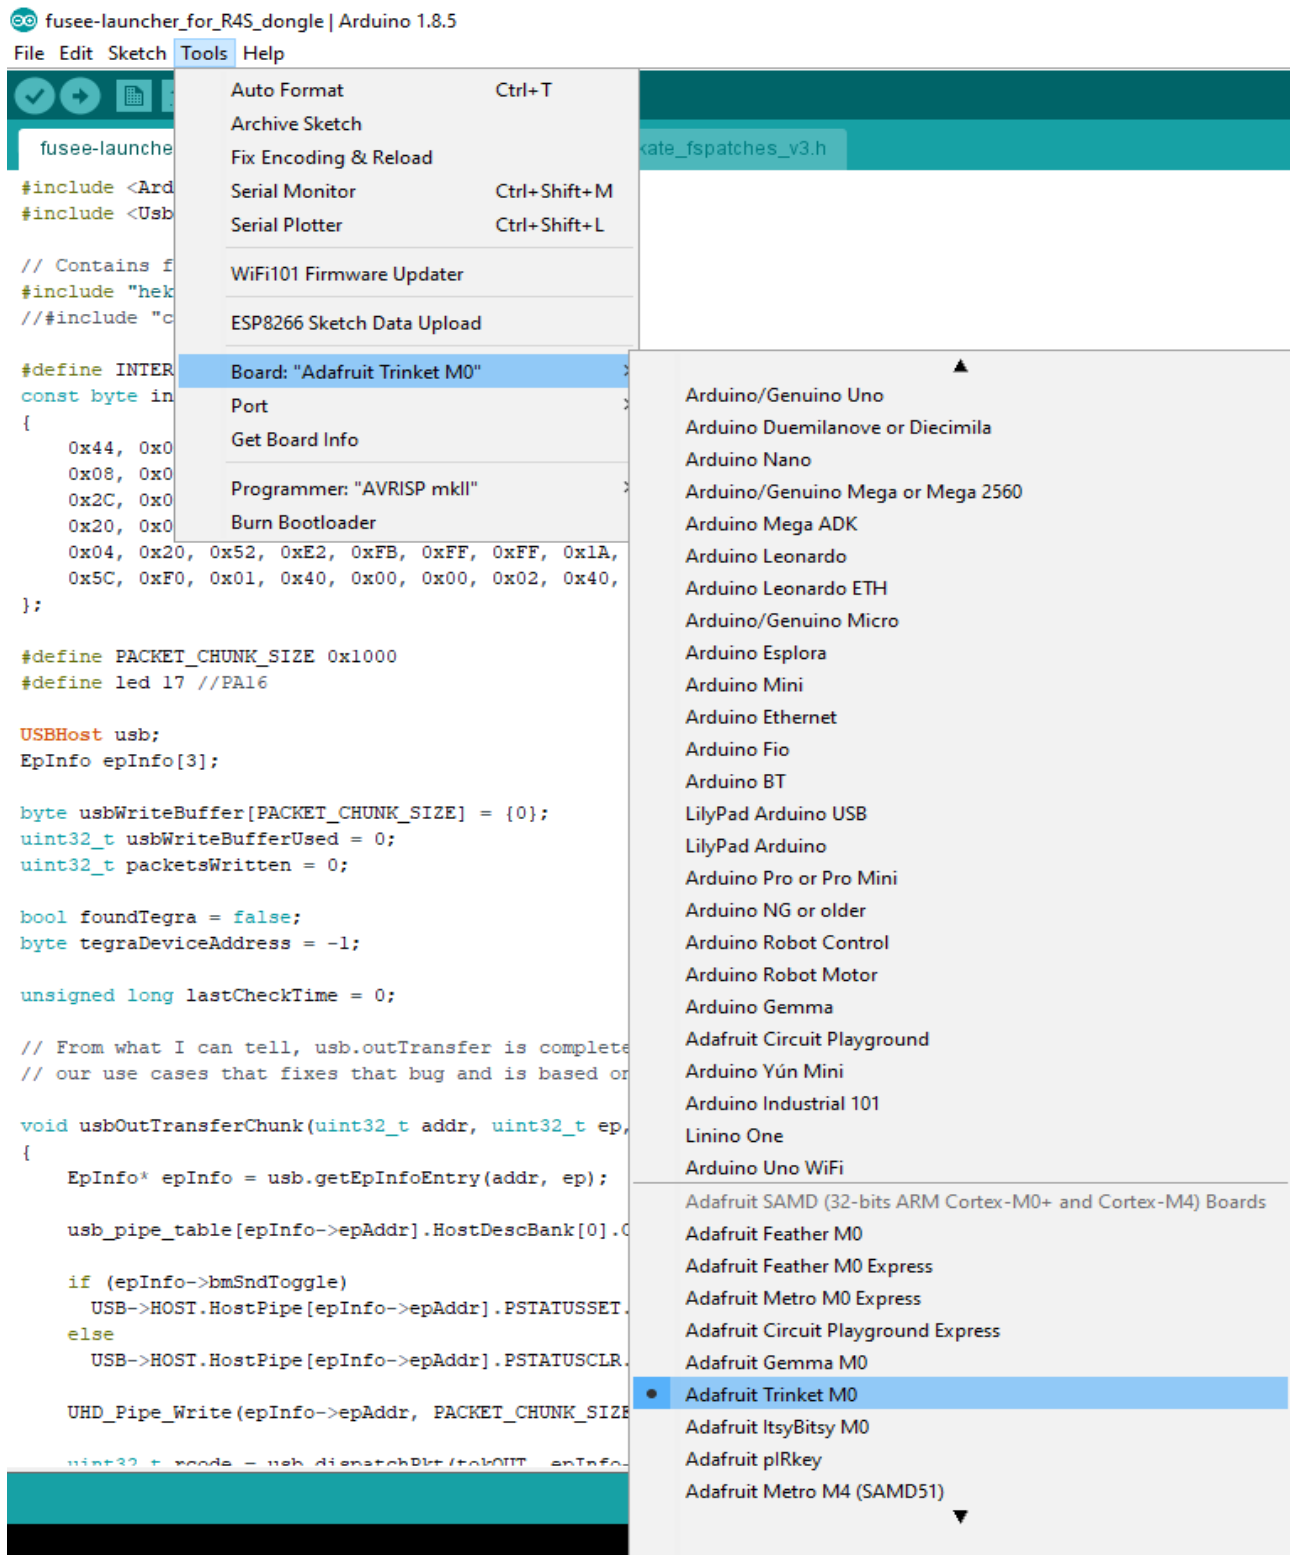 fusee-launcher_for_R4S_dongle | Arduino 1.8.5
File Edit Sketch Tools Help
Auto Format Ctrl+T
Archive Sketch
Fix Encoding & Reload
Serial Monitor Ctrl+Shift+M
Serial Plotter Ctrl+Shift+L
WiFi101 Firmware Updater
ESP8266 Sketch Data Upload
Board: "Adafruit Trinket M0"
Port
Get Board Info
Programmer: "AVRISP mkII"
Burn Bootloader
fusee-launche
kate_fspatches_v3.h
#include <Ard
#include <Usb
// Contains f
#include "hek
//#include "c
#define INTER
const byte in
{
0x44, 0x0
0x08, 0x0
0x2C, 0x0
0x20, 0x0
0x04, 0x20, 0x52, 0xE2, 0xFB, 0xFF, 0xFF, 0x1A,
0x5C, 0xF0, 0x01, 0x40, 0x00, 0x00, 0x02, 0x40,
};
#define PACKET_CHUNK_SIZE 0x1000
#define led 17 //PA16
USBHost usb;
EpInfo epInfo[3];
byte usbWriteBuffer[PACKET_CHUNK_SIZE] = {0};
uint32_t usbWriteBufferUsed = 0;
uint32_t packetsWritten = 0;
bool foundTegra = false;
byte tegraDeviceAddress = -1;
unsigned long lastCheckTime = 0;
// From what I can tell, usb.outTransfer is complete
// our use cases that fixes that bug and is based on
void usbOutTransferChunk(uint32_t addr, uint32_t ep,
{
EpInfo* epInfo = usb.getEpInfoEntry(addr, ep);
usb_pipe_table[epInfo->epAddr].HostDescBank[0].C
if (epInfo->bmSndToggle)
USB->HOST.HostPipe[epInfo->epAddr].PSTATUSSET.
else
USB->HOST.HostPipe[epInfo->epAddr].PSTATUSCLR.
UHD_Pipe_Write(epInfo->epAddr, PACKET_CHUNK_SIZE
uint32_t rcode = usb.dispatchPkt(tokOUT, epInfo-
Arduino/Genuino Uno
Arduino Duemilanove or Diecimila
Arduino Nano
Arduino/Genuino Mega or Mega 2560
Arduino Mega ADK
Arduino Leonardo
Arduino Leonardo ETH
Arduino/Genuino Micro
Arduino Esplora
Arduino Mini
Arduino Ethernet
Arduino Fio
Arduino BT
LilyPad Arduino USB
LilyPad Arduino
Arduino Pro or Pro Mini
Arduino NG or older
Arduino Robot Control
Arduino Robot Motor
Arduino Gemma
Adafruit Circuit Playground
Arduino Yún Mini
Arduino Industrial 101
Linino One
Arduino Uno WiFi
Adafruit SAMD (32-bits ARM Cortex-M0+ and Cortex-M4) Boards
Adafruit Feather M0
Adafruit Feather M0 Express
Adafruit Metro M0 Express
Adafruit Circuit Playground Express
Adafruit Gemma M0
Adafruit Trinket M0
Adafruit ItsyBitsy M0
Adafruit pIRkey
Adafruit Metro M4 (SAMD51)